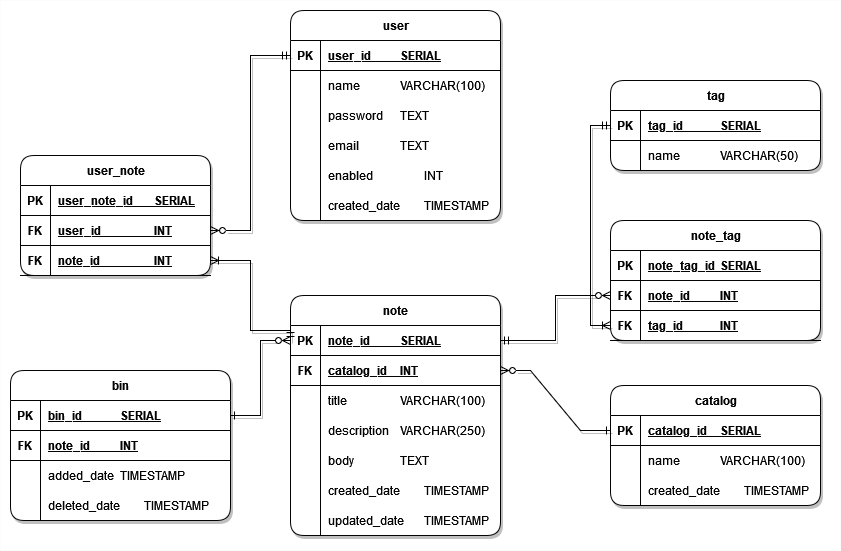 user
PK user_id SERIAL
name VARCHAR(100)
password TEXT
email TEXT
enabled INT
created_date TIMESTAMP
tag
PK tag_id SERIAL
name VARCHAR(50)
user_note
PK user_note_id SERIAL
FK user_id INT
FK note_id INT
note_tag
PK note_tag_id SERIAL
FK note_id INT
FK tag_id INT
note
PK note_id SERIAL
FK catalog_id INT
title VARCHAR(100)
description VARCHAR(250)
body TEXT
created_date TIMESTAMP
updated_date TIMESTAMP
bin
PK bin_id SERIAL
FK note_id INT
added_date TIMESTAMP
deleted_date TIMESTAMP
catalog
PK catalog_id SERIAL
name VARCHAR(100)
created_date TIMESTAMP